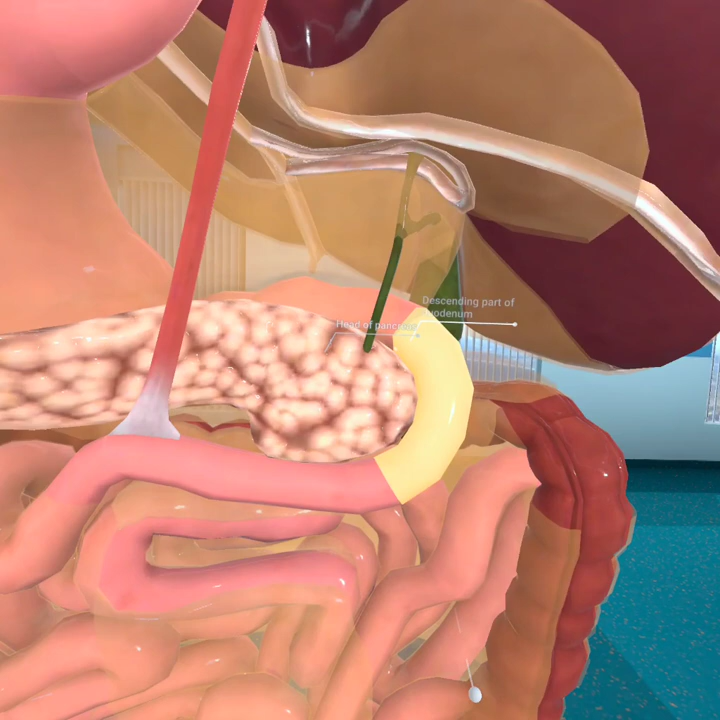 Descending part of
duodenum
Head of pancreas